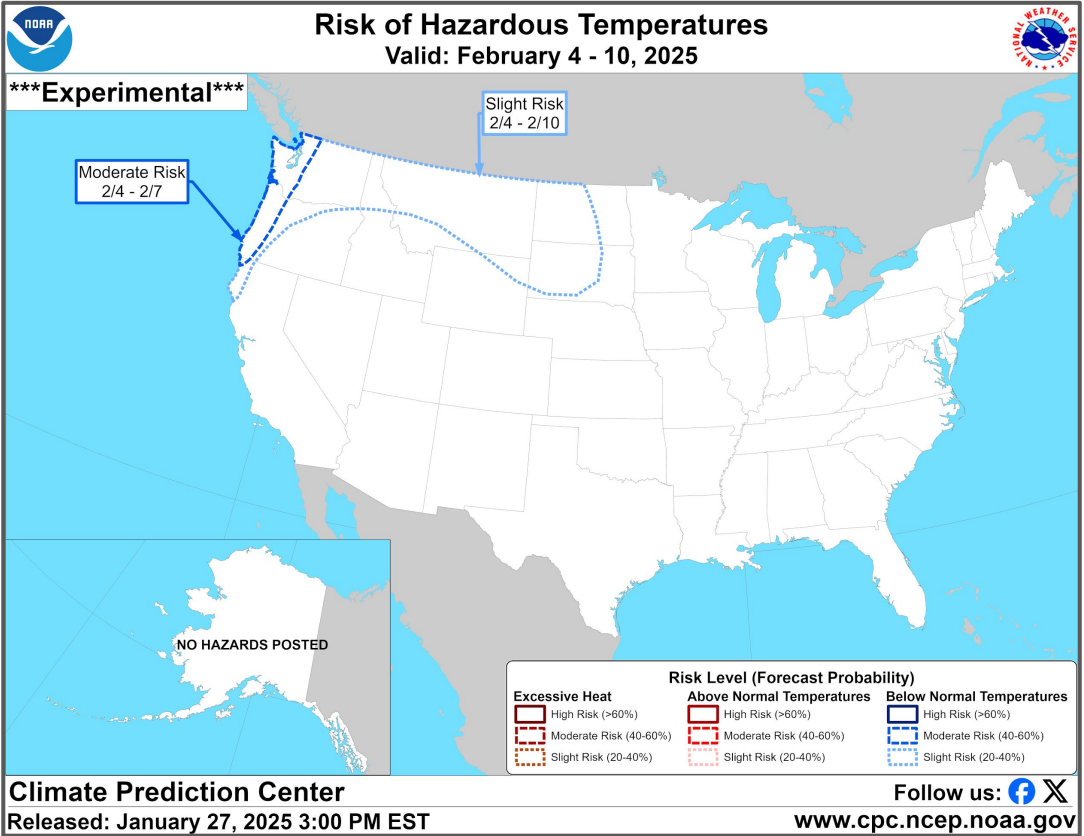 NOAA
Risk of Hazardous Temperatures
Valid: February 4 - 10, 2025
NATIONAL WEATHER SERVICE
***Experimental***
Slight Risk
2/4 - 2/10
Moderate Risk
2/4 - 2/7
NO HAZARDS POSTED
Risk Level (Forecast Probability)
Excessive Heat
High Risk (>60%)
Moderate Risk (40-60%)
Slight Risk (20-40%)
Above Normal Temperatures
High Risk (>60%)
Moderate Risk (40-60%)
Slight Risk (20-40%)
Below Normal Temperatures
High Risk (>60%)
Moderate Risk (40-60%)
Slight Risk (20-40%)
Climate Prediction Center
Follow us:
Released: January 27, 2025 3:00 PM EST
www.cpc.ncep.noaa.gov